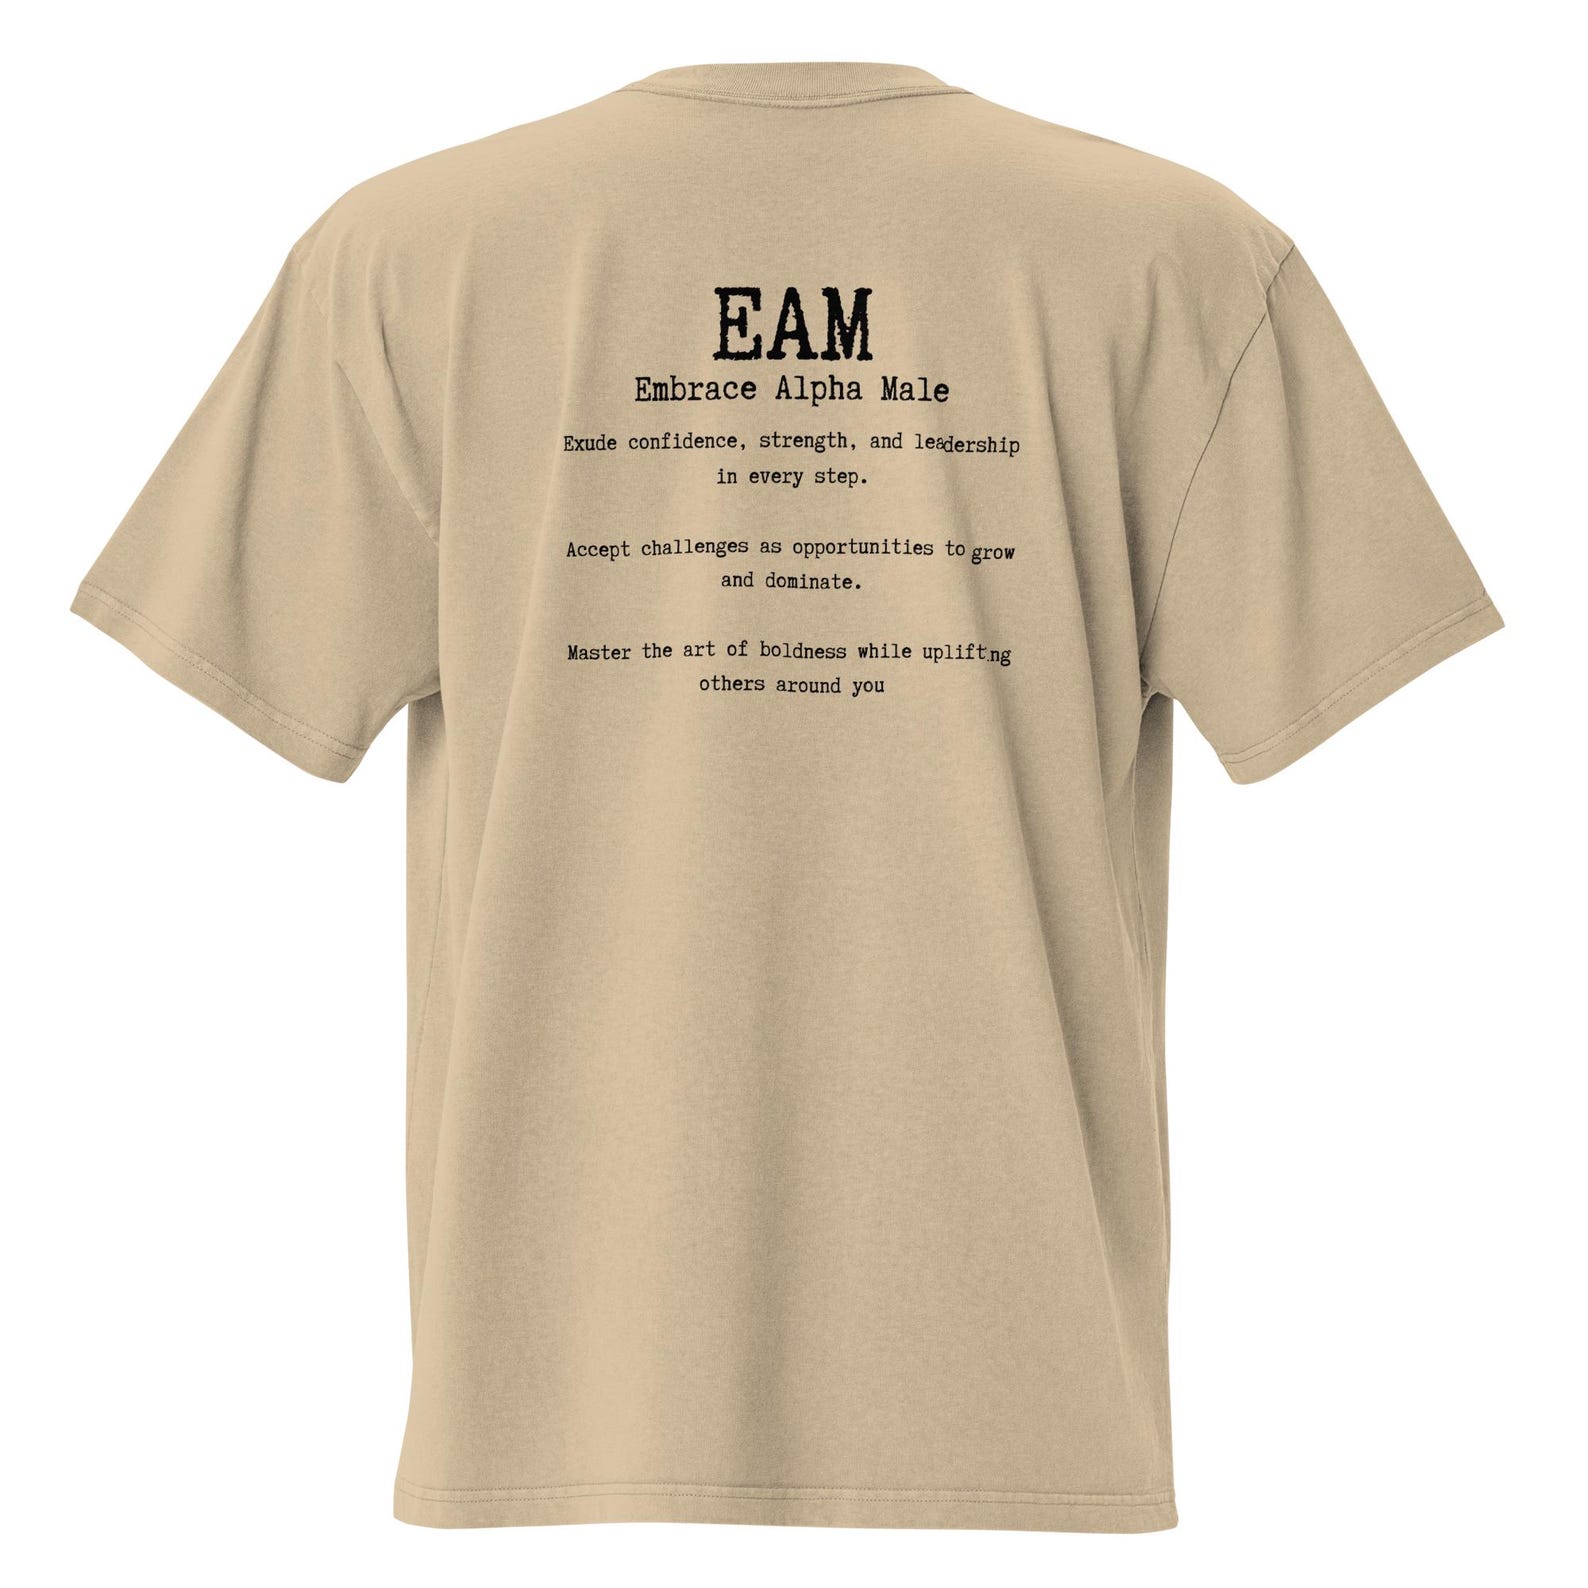 EAM
Embrace Alpha Male
Exude confidence, strength, and leadership
in every step.
Accept challenges as opportunities to grow
and dominate.
Master the art of boldness while uplifting
others around you